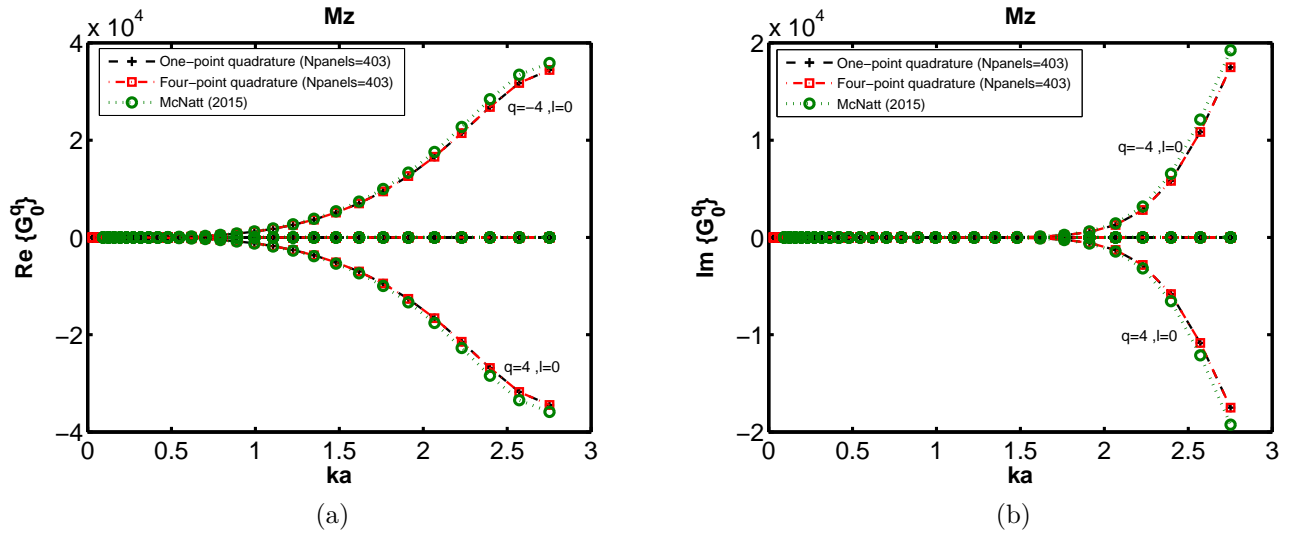 Mz
x 10^4
One−point quadrature (Npanels=403)
Four−point quadrature (Npanels=403)
McNatt (2015)
q=−4 ,l=0
q=4 ,l=0
4
2
0
−2
−4
Re {G_0^q}
0 0.5 1 1.5 2 2.5 3
ka
(a)
Mz
x 10^4
One−point quadrature (Npanels=403)
Four−point quadrature (Npanels=403)
McNatt (2015)
q=−4 ,l=0
q=4 ,l=0
2
1
0
−1
−2
Im {G_0^q}
0 0.5 1 1.5 2 2.5 3
ka
(b)